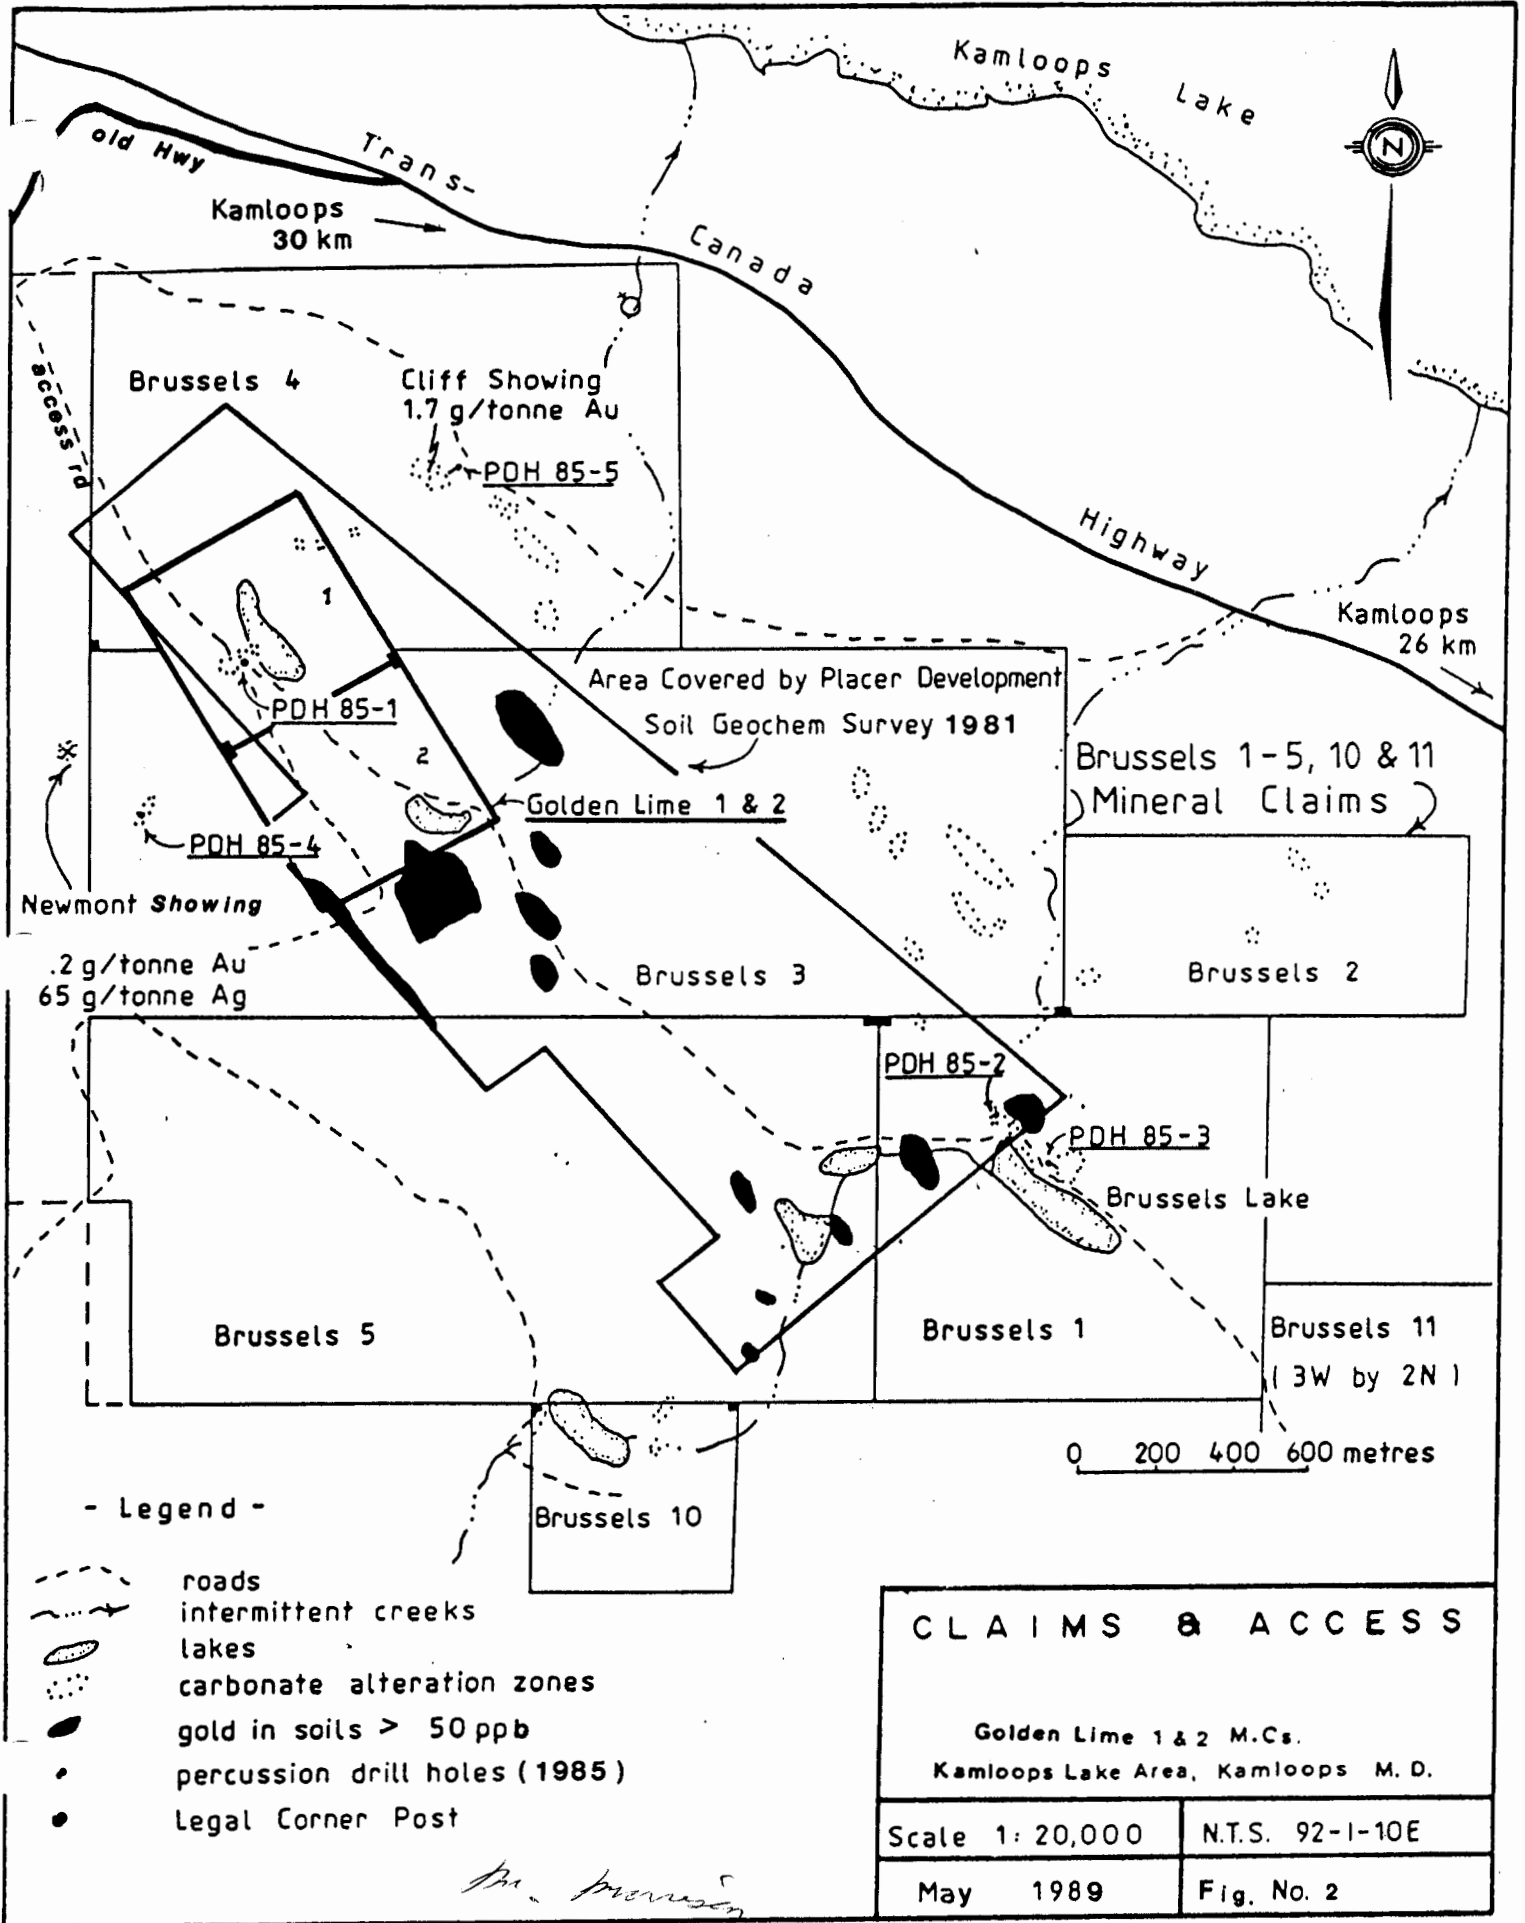 Kamloops
Lake
N
old Hwy
Trans-
Canada
Highway
Kamloops
30 km
access rd
Brussels 4
Cliff Showing
1.7 g/tonne Au
PDH 85-5
1
Kamloops
26 km
Area Covered by Placer Development
Soil Geochem Survey 1981
PDH 85-1
2
Brussels 1-5, 10 & 11
Mineral Claims
Golden Lime 1 & 2
PDH 85-4
Newmont Showing
.2 g/tonne Au
65 g/tonne Ag
Brussels 3
Brussels 2
PDH 85-2
PDH 85-3
Brussels Lake
Brussels 5
Brussels 1
Brussels 11
( 3W by 2N )
0 200 400 600 metres
Brussels 10
- Legend -
roads
intermittent creeks
lakes
carbonate alteration zones
gold in soils > 50 ppb
percussion drill holes (1985)
Legal Corner Post
CLAIMS & ACCESS
Golden Lime 1 & 2 M.Cs.
Kamloops Lake Area, Kamloops M. D.
Scale 1: 20,000
N.T.S. 92-I-10E
May 1989
Fig. No. 2